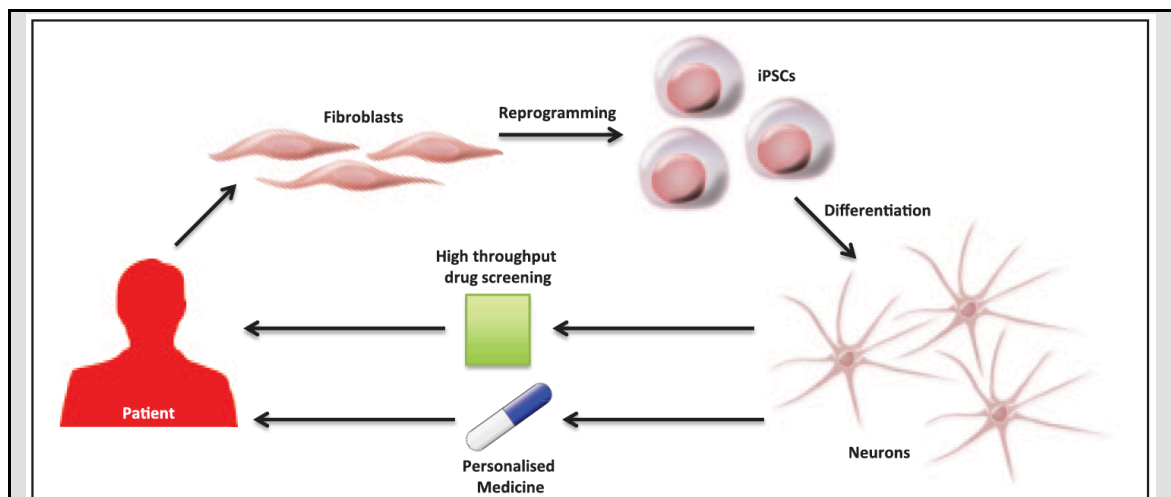 Fibroblasts
Reprogramming
iPSCs
Differentiation
High throughput
drug screening
Patient
Personalised
Medicine
Neurons